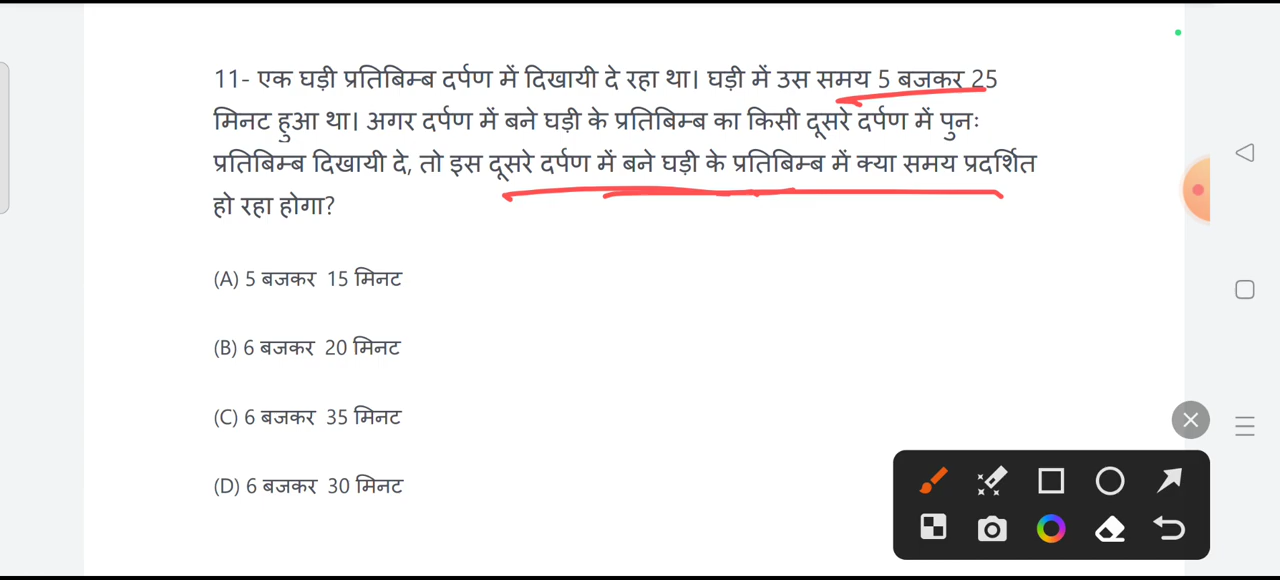 11- एक घड़ी प्रतिबिम्ब दर्पण में दिखायी दे रहा था। घड़ी में उस समय 5 बजकर 25
मिनट हुआ था। अगर दर्पण में बने घड़ी के प्रतिबिम्ब का किसी दूसरे दर्पण में पुनः
प्रतिबिम्ब दिखायी दे, तो इस दूसरे दर्पण में बने घड़ी के प्रतिबिम्ब में क्या समय प्रदर्शित
हो रहा होगा?
(A) 5 बजकर 15 मिनट
(B) 6 बजकर 20 मिनट
(C) 6 बजकर 35 मिनट
(D) 6 बजकर 30 मिनट